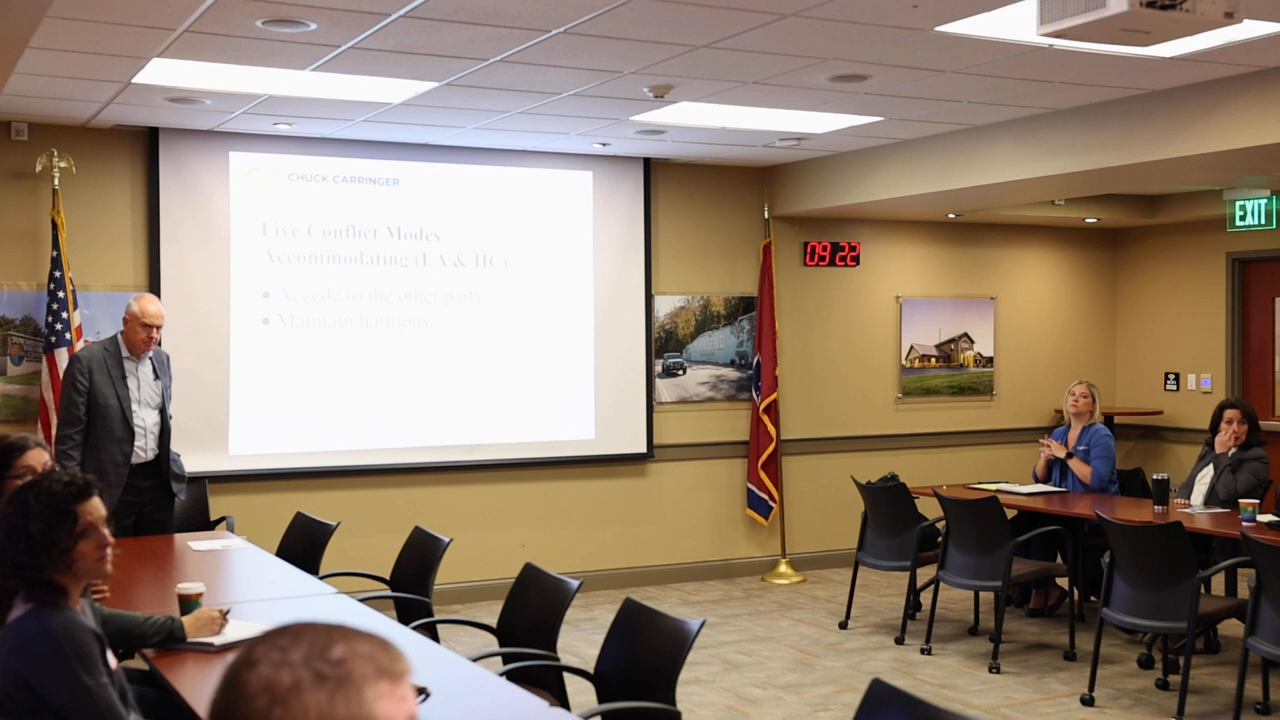 CHUCK CARRINGER
Five Conflict Modes
Accommodating (LA & HC)
● Accede to the other party
● Maintain harmony
09 22
EXIT